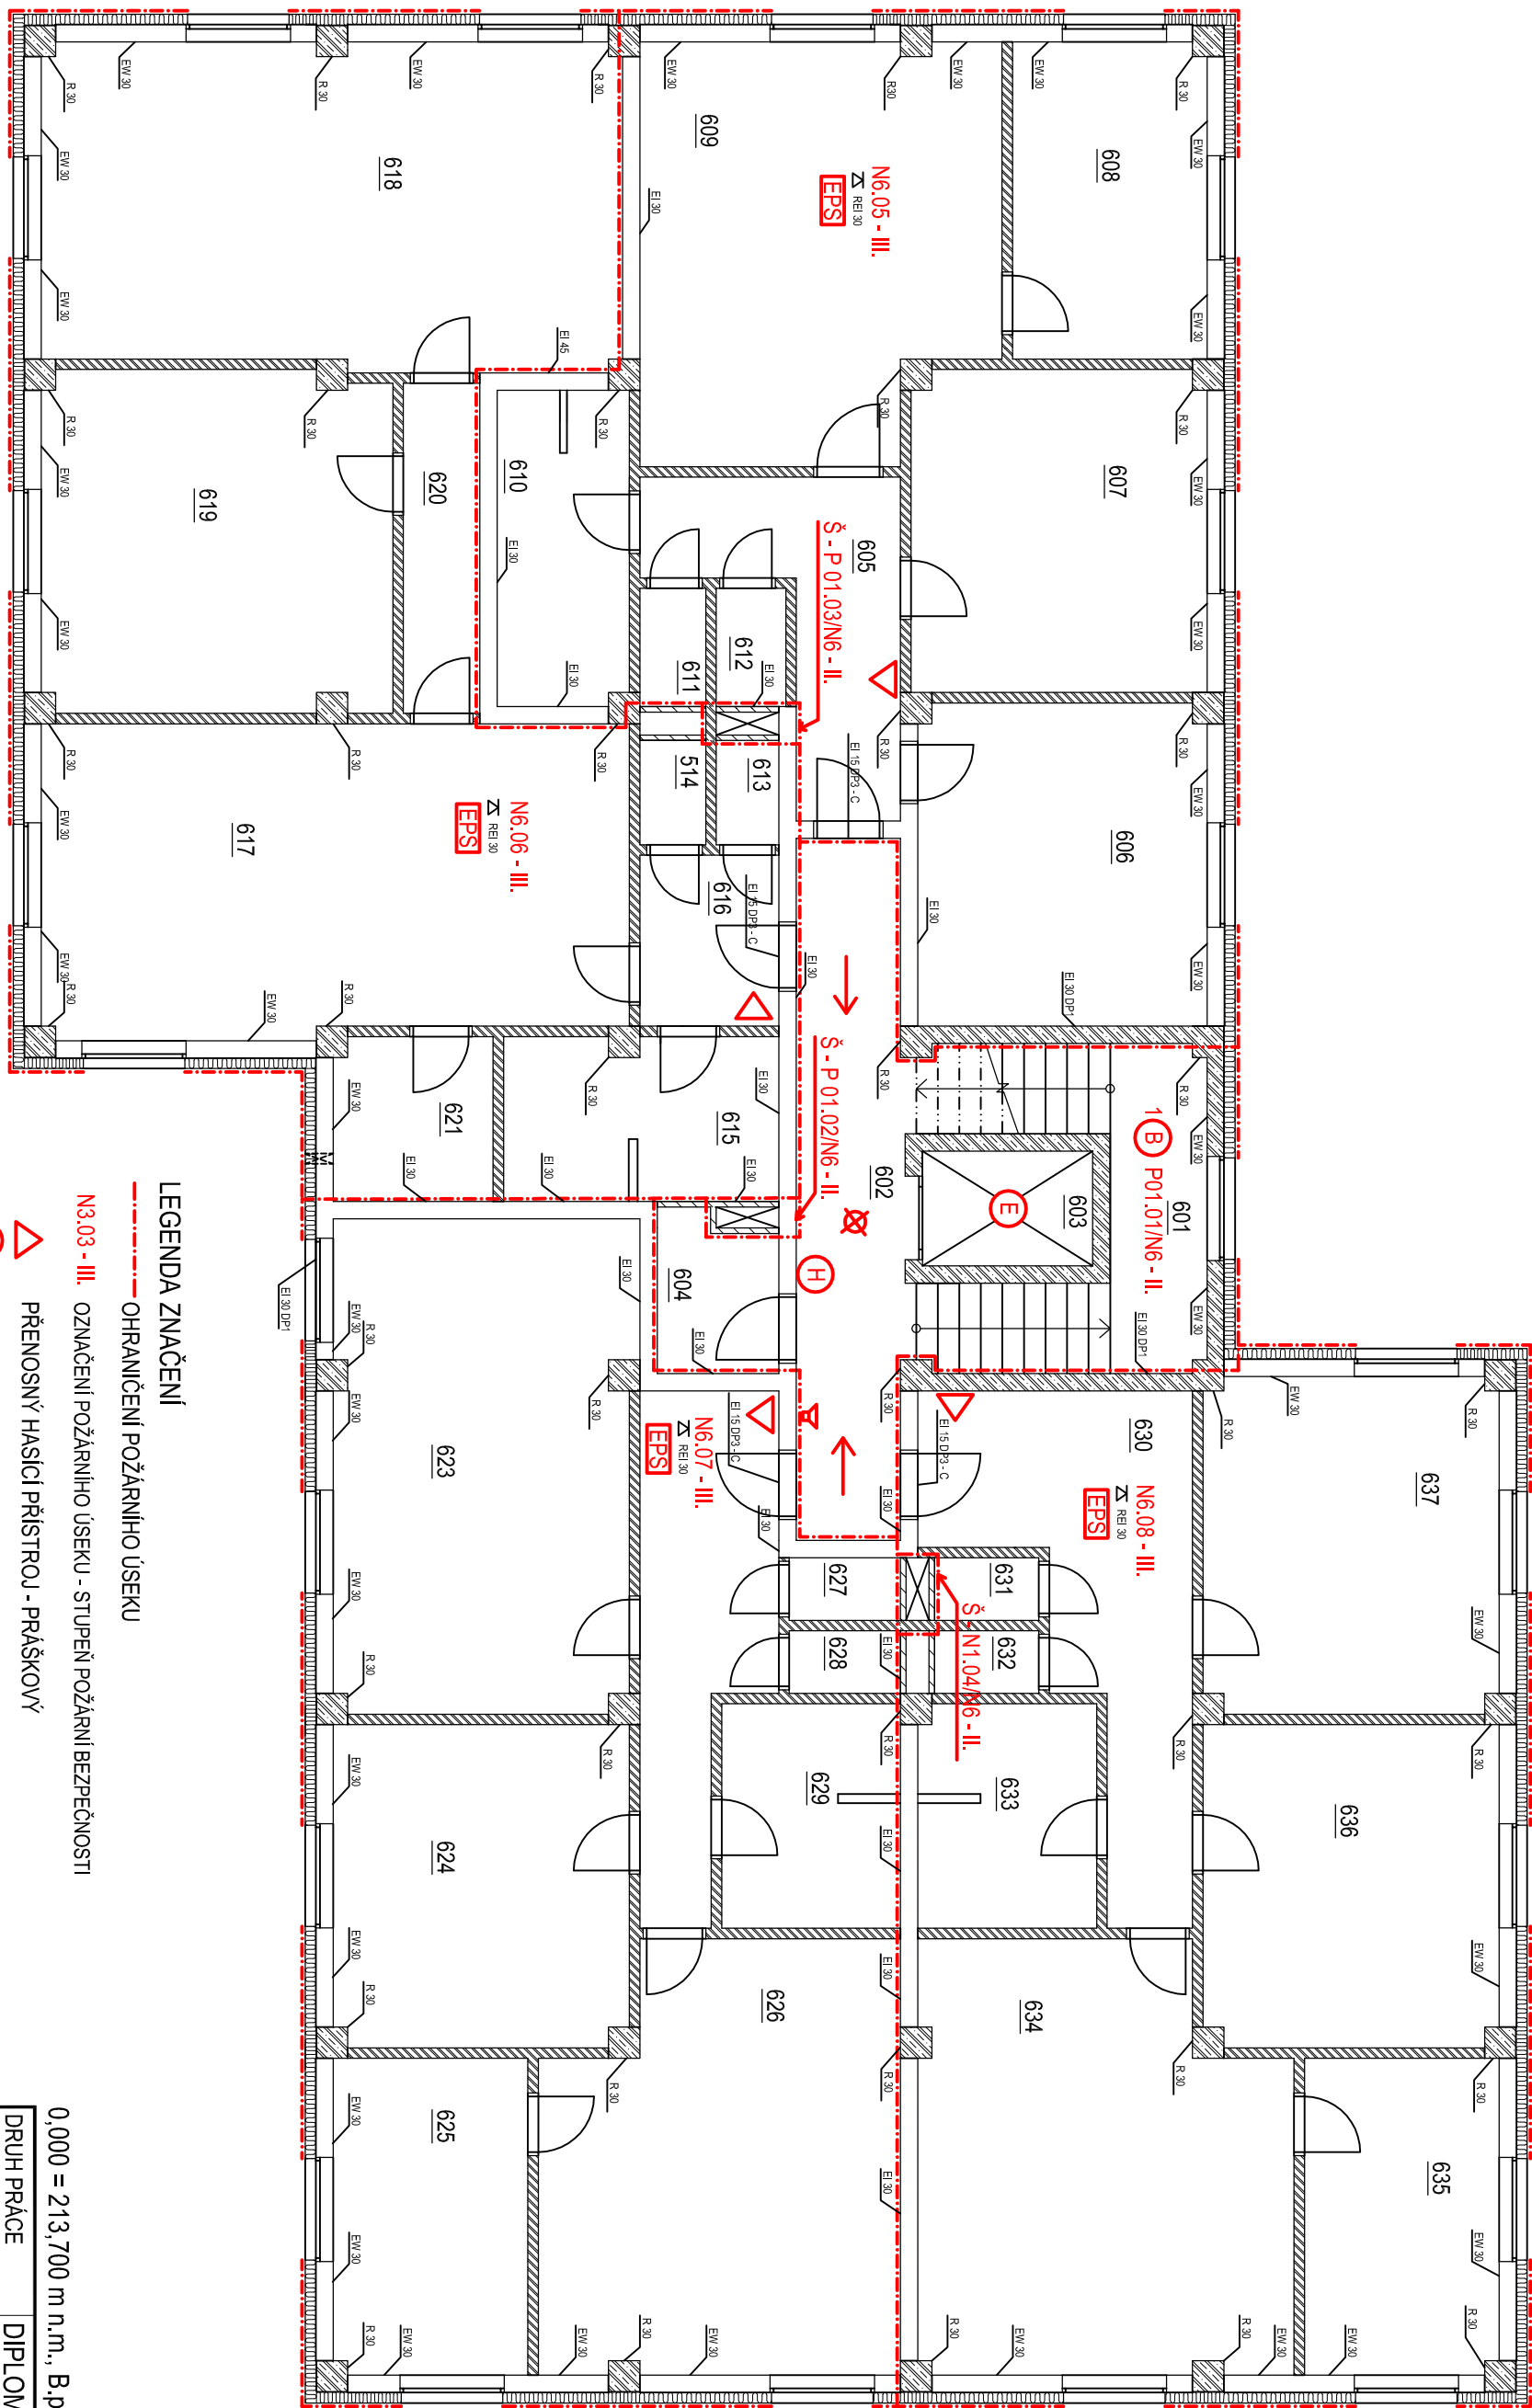 608
609
N6.05 - III.
REI 30
EPS
618
607
606
605
Š - P 01.03/N6 - II.
610
611
612
613
514
616
619
620
617
N6.06 - III.
REI 30
EPS
Š - P 01.02/N6 - II.
601
1 B P01.01/N6 - II.
602
603
E
H
604
615
621
N6.07 - III.
REI 30
EPS
623
624
625
626
627
628
629
630
N6.08 - III.
REI 30
EPS
631
632
Š - N1.04/N6 - II.
633
634
635
636
637
EW 30
R 30
R30
EI 30
EI 45
EI 15 DP3 - C
EI 30 DP1
LEGENDA ZNAČENÍ
OHRANIČENÍ POŽÁRNÍHO ÚSEKU
N3.03 - III. OZNAČENÍ POŽÁRNÍHO ÚSEKU - STUPEŇ POŽÁRNÍ BEZPEČNOSTI
PŘENOSNÝ HASÍCÍ PŘÍSTROJ - PRÁŠKOVÝ
0,000 = 213,700 m n.m., B.p
DRUH PRÁCE
DIPLOM